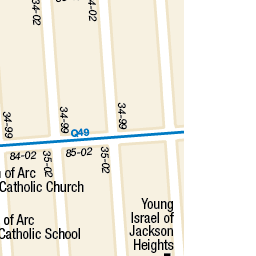 34-02
34-02
34-99
34-99
34-99
Q49
84-02
85-02
35-02
35-02
of Arc
Catholic Church
of Arc
Catholic School
Young
Israel of
Jackson
Heights